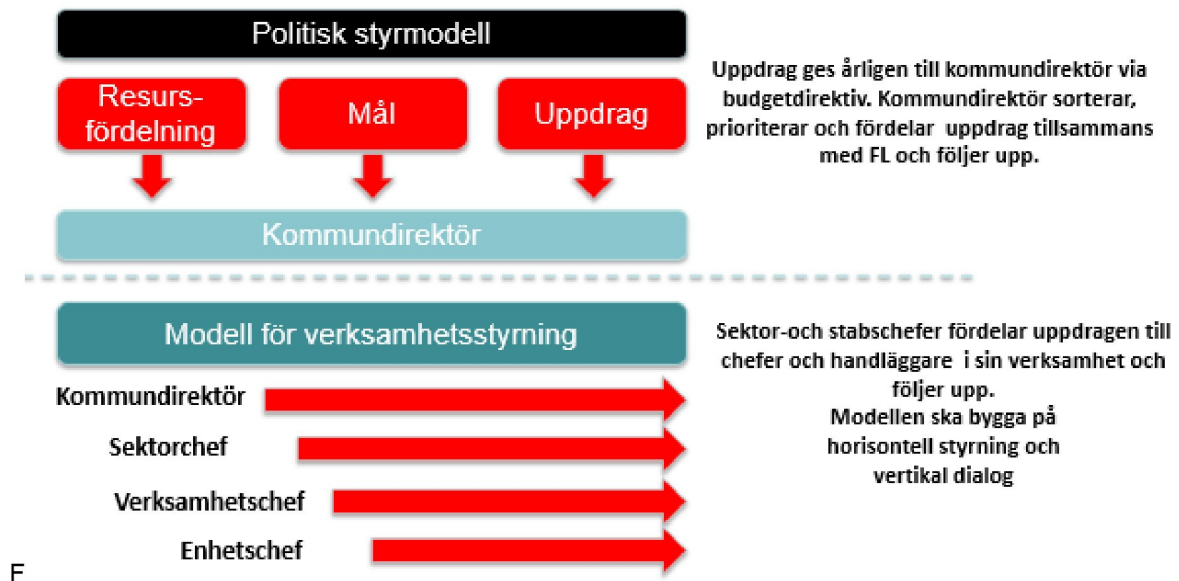 Politisk styrmodell
Resurs-
fördelning
Mål
Uppdrag
Kommundirektör
Uppdrag ges årligen till kommundirektör via
budgetdirektiv. Kommundirektör sorterar,
prioriterar och fördelar uppdrag tillsammans
med FL och följer upp.
Modell för verksamhetsstyrning
Kommundirektör
Sektorchef
Verksamhetschef
Enhetschef
Sektor-och stabschefer fördelar uppdragen till
chefer och handläggare i sin verksamhet och
följer upp.
Modellen ska bygga på
horisontell styrning och
vertikal dialog
F